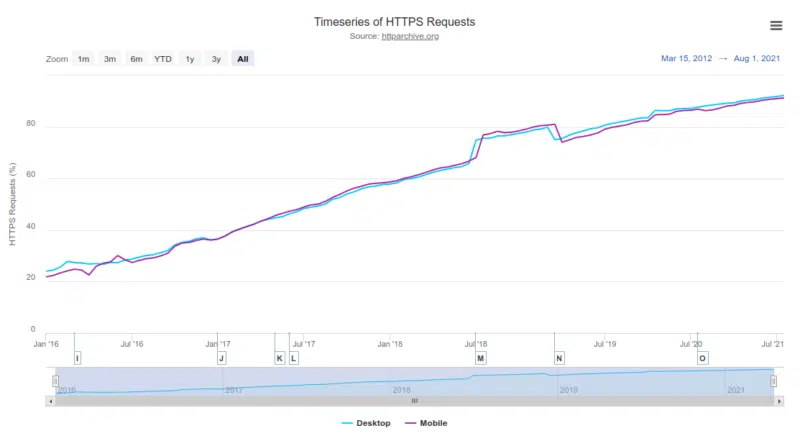 Timeseries of HTTPS Requests
Source: httparchive.org
Zoom 1m 3m 6m YTD 1y 3y All
Mar 15, 2012 → Aug 1, 2021
HTTPS Requests (%)
80
60
40
20
0
Jan '16 Jul '16 Jan '17 Jul '17 Jan '18 Jul '18 Jul '19 Jan '20 Jul '20 Jul '21
I J K L M N O
2016 2017 2018 2019 2021
Desktop Mobile